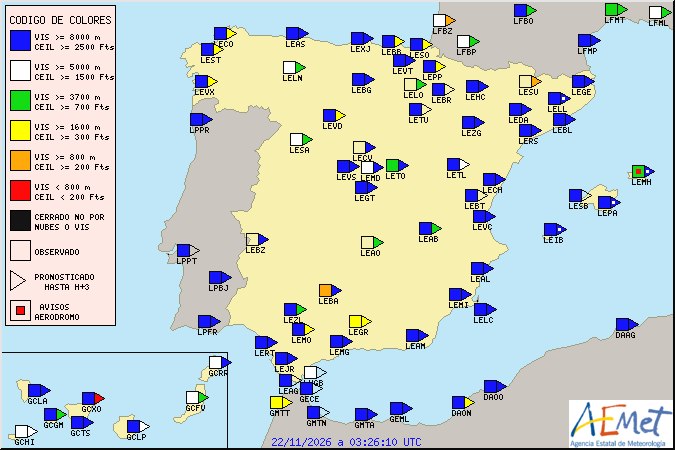 CODIGO DE COLORES
VIS >= 8000 m
CEIL >= 2500 Fts
VIS >= 5000 m
CEIL >= 1500 Fts
VIS >= 3700 m
CEIL >= 700 Fts
VIS >= 1600 m
CEIL >= 300 Fts
VIS >= 800 m
CEIL >= 200 Fts
VIS < 800 m
CEIL < 200 Fts
CERRADO NO POR
NUBES O VIS
OBSERVADO
PRONOSTICADO
HASTA H+3
AVISOS
AERODROMO
LFBO
LFMT
LFML
LFBZ
LECO
LEAS
LEXJ
LEBB
LESO
LFBP
LFMP
LEST
LEVT
LEPP
LELN
LEVX
LEBG
LELO
LEBR
LEHC
LESU
LEGE
LELL
LPPR
LEVD
LETU
LEZG
LEDA
LEBL
LERS
LESA
LECV
LEVS
LEMD
LETO
LETL
LEMH
LEGT
LECH
LEBT
LESB
LEPA
LEVC
LEBZ
LEAO
LEAB
LEIB
LPPT
LPBJ
LEAL
LEBA
LEMI
LEZL
LELC
LPFR
LEMO
LEGR
DAAG
LERT
LEMG
LEAM
LEJR
GCRR
LEAG
LXGB
GCLA
GCXO
GCFV
GECE
DAOO
GMTT
GMTN
GMTA
GEML
DAON
GCGM
GCTS
GCLP
GCHI
AEMet
Agencia Estatal de Meteorología
22/11/2026 a 03:26:10 UTC